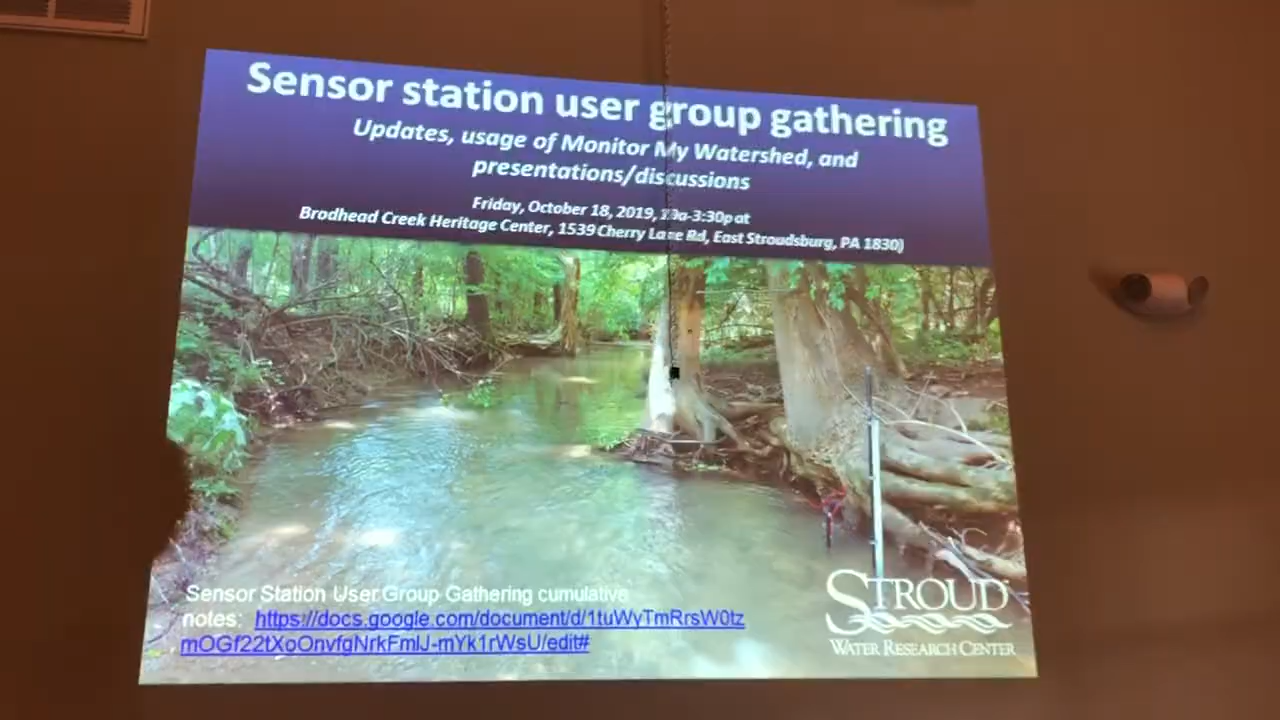 Sensor station user group gathering
Updates, usage of Monitor My Watershed, and
presentations/discussions
Friday, October 18, 2019, 10a-3:30p at
Brodhead Creek Heritage Center, 1539 Cherry Lane Rd, East Stroudsburg, PA 1830)
Sensor Station User Group Gathering cumulative
notes: https://docs.google.com/document/d/1tuWyTmRrsW0tz
mOGf22tXoOnvfgNrkFmlJ-mYk1rWsU/edit#
STROUD
WATER RESEARCH CENTER